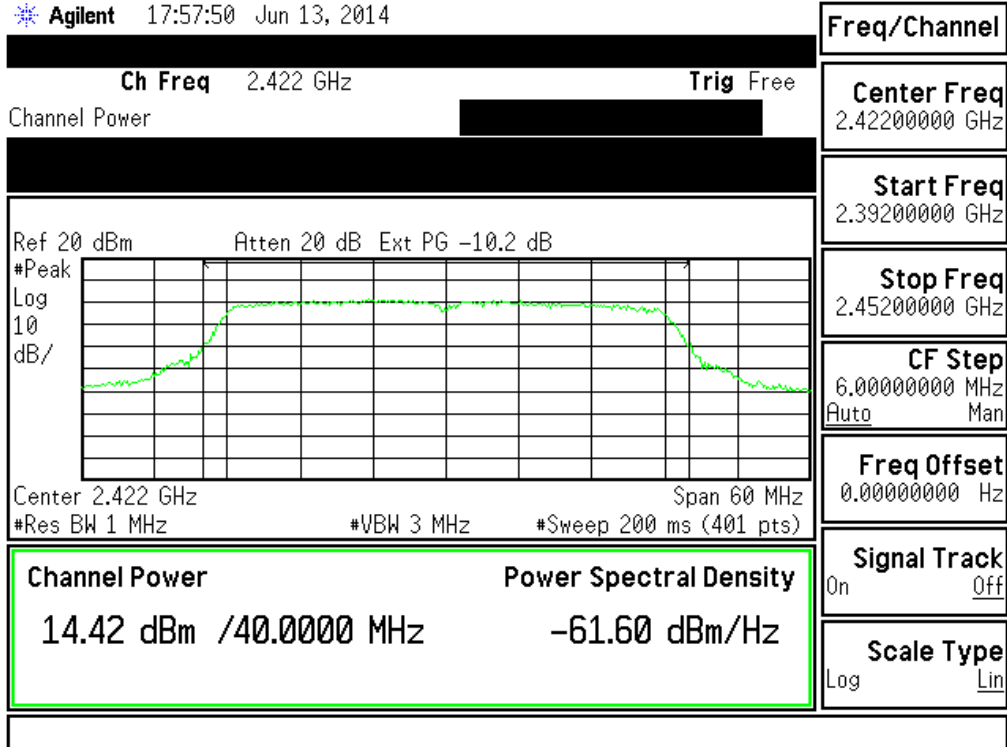 Agilent 17:57:50 Jun 13, 2014
Freq/Channel
Ch Freq 2.422 GHz Trig Free
Channel Power
Center Freq
2.42200000 GHz
Start Freq
2.39200000 GHz
Stop Freq
2.45200000 GHz
CF Step
6.00000000 MHz
Auto Man
Freq Offset
0.00000000 Hz
Signal Track
On Off
Scale Type
Log Lin
Ref 20 dBm Atten 20 dB Ext PG -10.2 dB
#Peak
Log
10
dB/
Center 2.422 GHz Span 60 MHz
#Res BW 1 MHz #VBW 3 MHz #Sweep 200 ms (401 pts)
Channel Power Power Spectral Density
14.42 dBm /40.0000 MHz -61.60 dBm/Hz